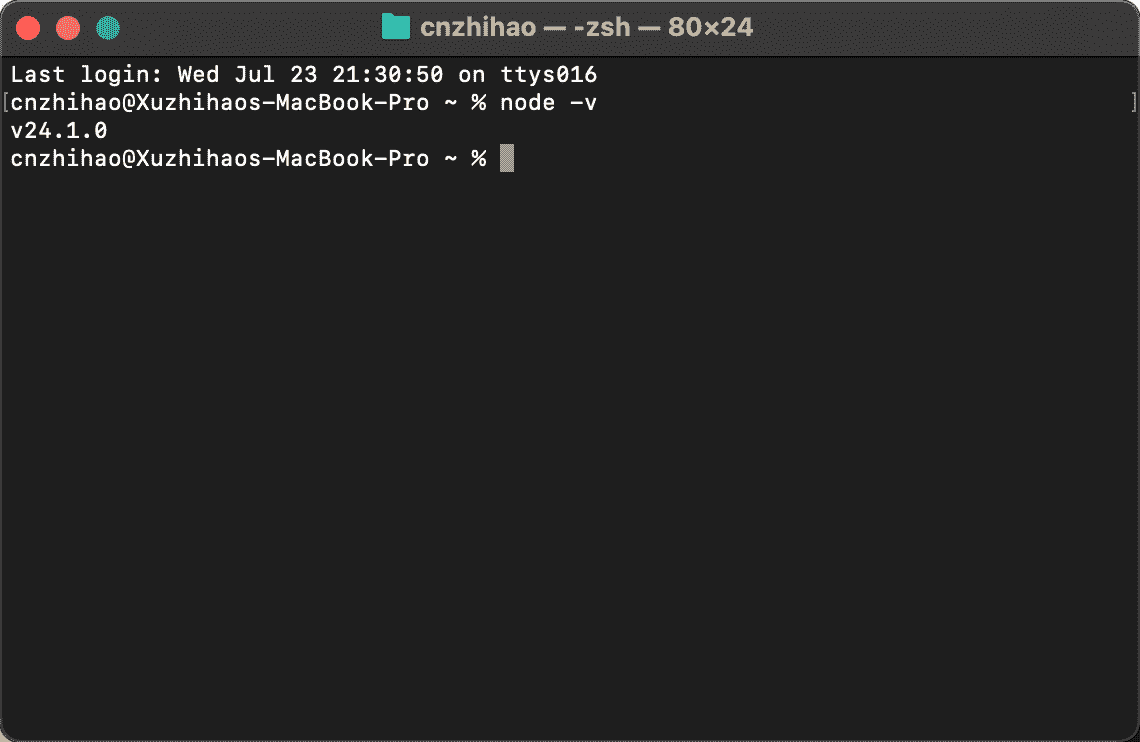 cnzhihao — -zsh — 80×24
Last login: Wed Jul 23 21:30:50 on ttys016
[cnzhihao@Xuzhihaos-MacBook-Pro ~ % node -v ]
v24.1.0
cnzhihao@Xuzhihaos-MacBook-Pro ~ %